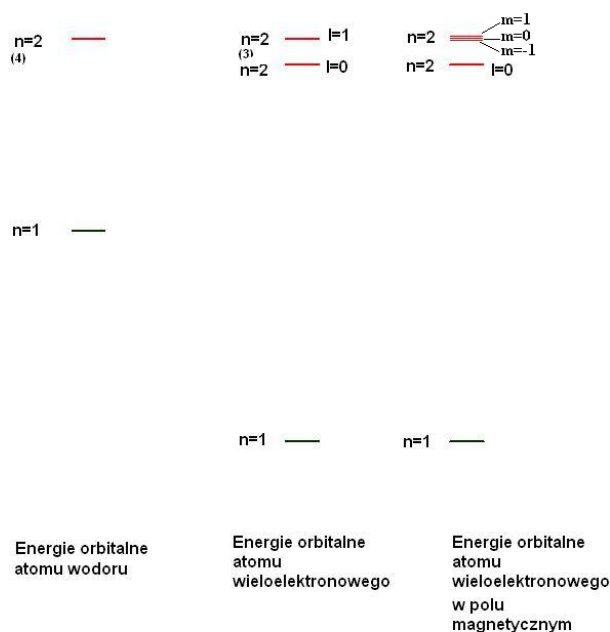 n=2
(4)
n=1
Energie orbitalne
atomu wodoru
n=2 l=1
(3)
n=2 l=0
n=1
Energie orbitalne
atomu
wieloelektronowego
m=1
n=2 m=0
m=-1
n=2 l=0
n=1
Energie orbitalne
atomu
wieloelektronowego
w polu
magnetycznym